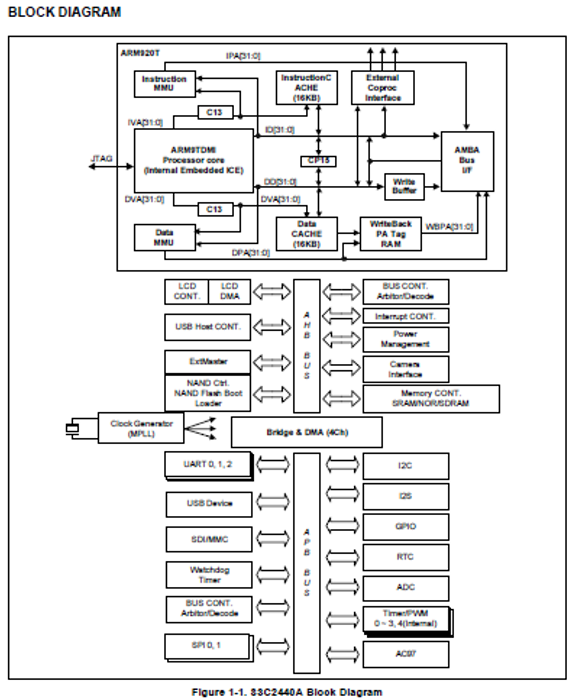 BLOCK DIAGRAM
ARM920T
IPA[31:0]
Instruction
MMU
InstructionC
ACHE
(16KB)
External
Coproc
Interface
C13
IVA[31:0]
ID[31:0]
JTAG
ARM9TDMI
Processor core
(Internal Embedded ICE)
CP15
AMBA
Bus
I/F
DD[31:0]
Write
Buffer
DVA[31:0]
DVA[31:0]
C13
Data
MMU
Data
CACHE
(16KB)
WriteBack
PA Tag
RAM
WBPA[31:0]
DPA[31:0]
LCD
CONT.
LCD
DMA
BUS CONT.
Arbitor/Decode
USB Host CONT.
Interrupt CONT.
Power
Management
AHB BUS
ExtMaster
Camera
Interface
NAND Ctrl.
NAND Flash Boot
Loader
Memory CONT.
SRAM/NOR/SDRAM
Clock Generator
(MPLL)
Bridge & DMA (4Ch)
UART 0, 1, 2
I2C
USB Device
I2S
SDI/MMC
GPIO
APB BUS
Watchdog
Timer
RTC
BUS CONT.
Arbitor/Decode
ADC
SPI 0, 1
Timer/PWM
0 ~ 3, 4(Internal)
AC97
Figure 1-1. S3C2440A Block Diagram